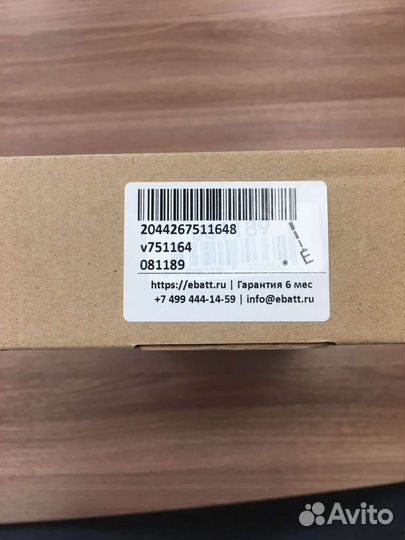 2044267511648
v751164
081189
https://ebatt.ru | Гарантия 6 мес
+7 499 444-14-59 | info@ebatt.ru
Avito